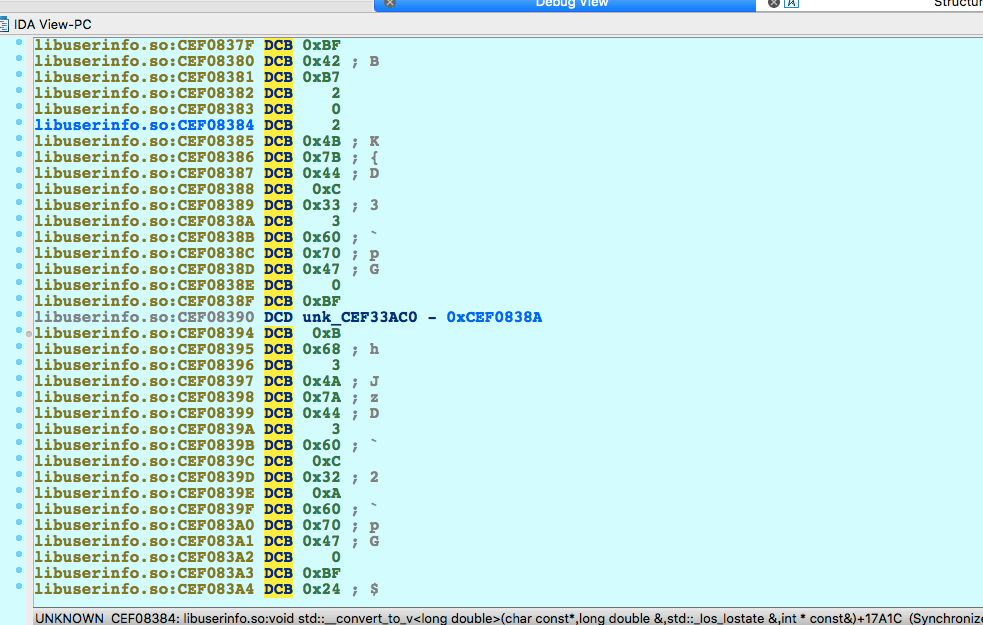 Debug View
Structur
IDA View-PC
libuserinfo.so:CEF0837F DCB 0xBF
libuserinfo.so:CEF08380 DCB 0x42 ; B
libuserinfo.so:CEF08381 DCB 0xB7
libuserinfo.so:CEF08382 DCB 2
libuserinfo.so:CEF08383 DCB 0
libuserinfo.so:CEF08384 DCB 2
libuserinfo.so:CEF08385 DCB 0x4B ; K
libuserinfo.so:CEF08386 DCB 0x7B ; {
libuserinfo.so:CEF08387 DCB 0x44 ; D
libuserinfo.so:CEF08388 DCB 0xC
libuserinfo.so:CEF08389 DCB 0x33 ; 3
libuserinfo.so:CEF0838A DCB 3
libuserinfo.so:CEF0838B DCB 0x60 ; `
libuserinfo.so:CEF0838C DCB 0x70 ; p
libuserinfo.so:CEF0838D DCB 0x47 ; G
libuserinfo.so:CEF0838E DCB 0
libuserinfo.so:CEF0838F DCB 0xBF
libuserinfo.so:CEF08390 DCD unk_CEF33AC0 - 0xCEF0838A
libuserinfo.so:CEF08394 DCB 0xB
libuserinfo.so:CEF08395 DCB 0x68 ; h
libuserinfo.so:CEF08396 DCB 3
libuserinfo.so:CEF08397 DCB 0x4A ; J
libuserinfo.so:CEF08398 DCB 0x7A ; z
libuserinfo.so:CEF08399 DCB 0x44 ; D
libuserinfo.so:CEF0839A DCB 3
libuserinfo.so:CEF0839B DCB 0x60 ; `
libuserinfo.so:CEF0839C DCB 0xC
libuserinfo.so:CEF0839D DCB 0x32 ; 2
libuserinfo.so:CEF0839E DCB 0xA
libuserinfo.so:CEF0839F DCB 0x60 ; `
libuserinfo.so:CEF083A0 DCB 0x70 ; p
libuserinfo.so:CEF083A1 DCB 0x47 ; G
libuserinfo.so:CEF083A2 DCB 0
libuserinfo.so:CEF083A3 DCB 0xBF
libuserinfo.so:CEF083A4 DCB 0x24 ; $
UNKNOWN CEF08384: libuserinfo.so:void std::__convert_to_v<long double>(char const*,long double &,std::_Ios_Iostate &,int * const&)+17A1C (Synchronize